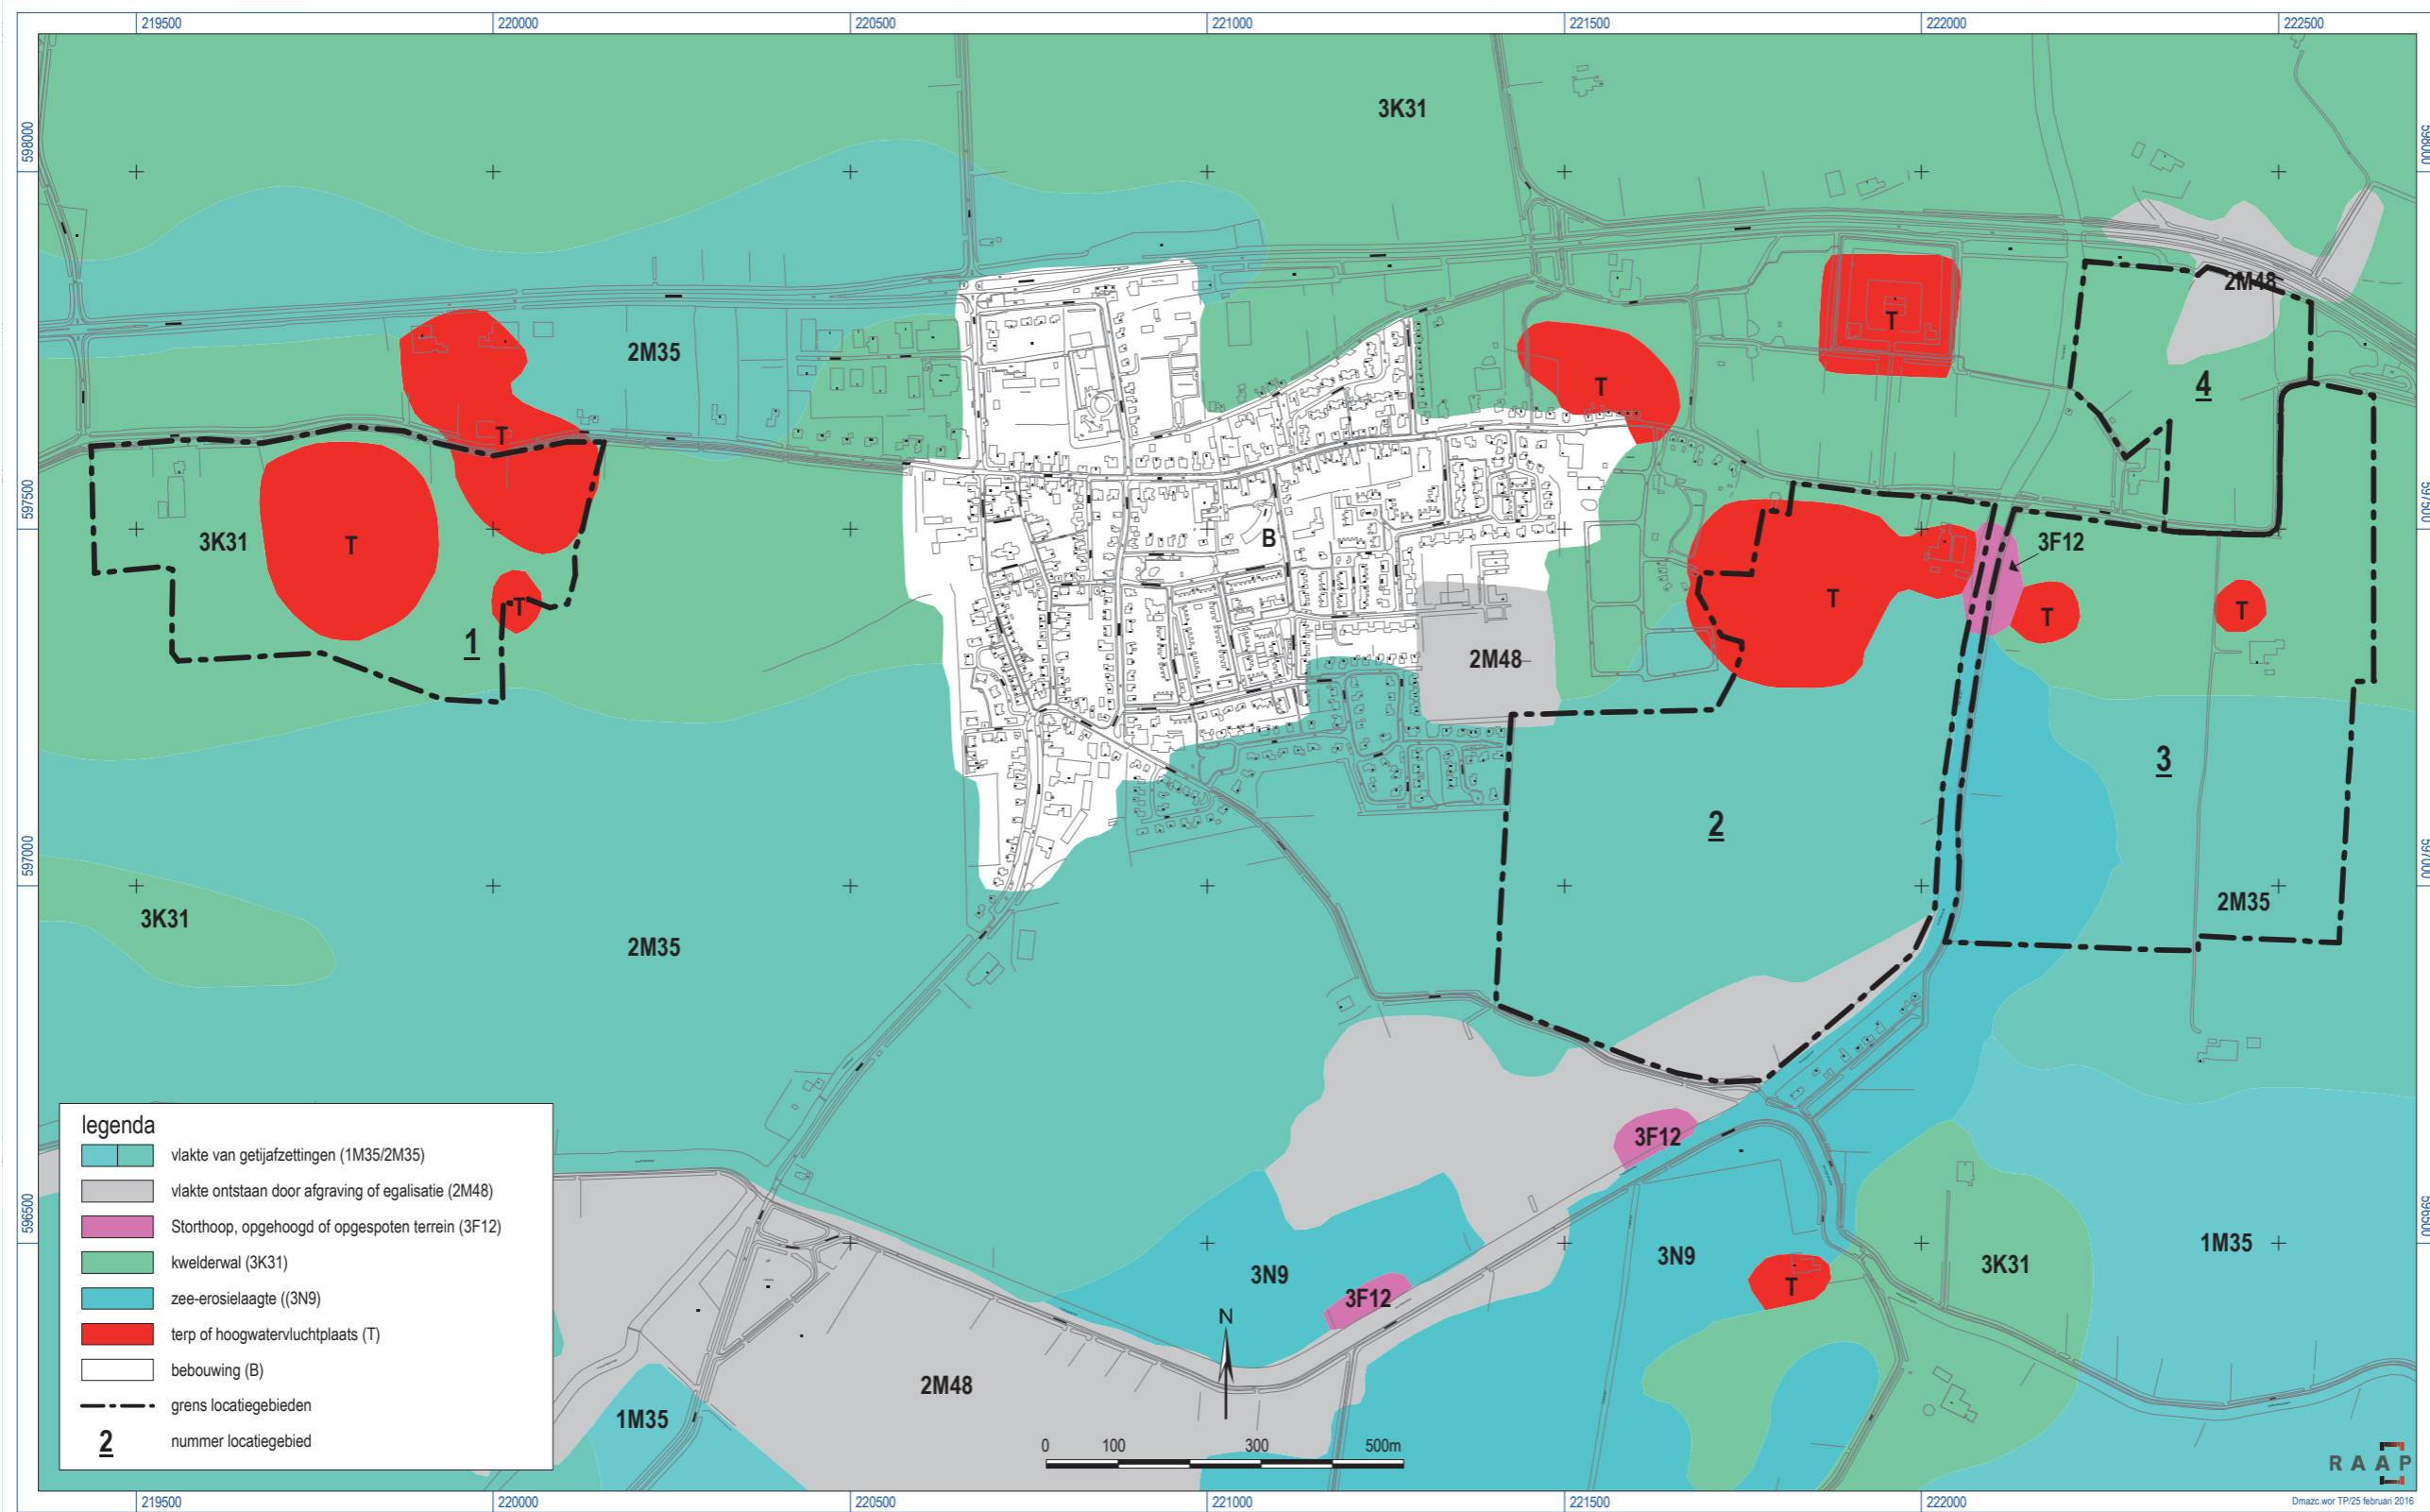 219500 220000 220500 221000 221500 222000 222500
598000 598000
3K31
2M48
T
2M35
T
4
T
597500 597500
B
3F12
3K31
T
T
T
T
T
1
2M48
3
2
597000 597000
2M35
3K31
2M35
3F12
596500 596500
1M35
3N9
3K31
3N9
3F12
T
2M48
1M35
N
0 100 300 500m
legenda
vlakte van getijafzettingen (1M35/2M35)
vlakte ontstaan door afgraving of egalisatie (2M48)
Storthoop, opgehoogd of opgespoten terrein (3F12)
kwelderwal (3K31)
zee-erosielaagte ((3N9)
terp of hoogwatervluchtplaats (T)
bebouwing (B)
grens locatiegebieden
2 nummer locatiegebied
RAAP
219500 220000 220500 221000 221500 222000
Dmazc.wor TP/25 februari 2016